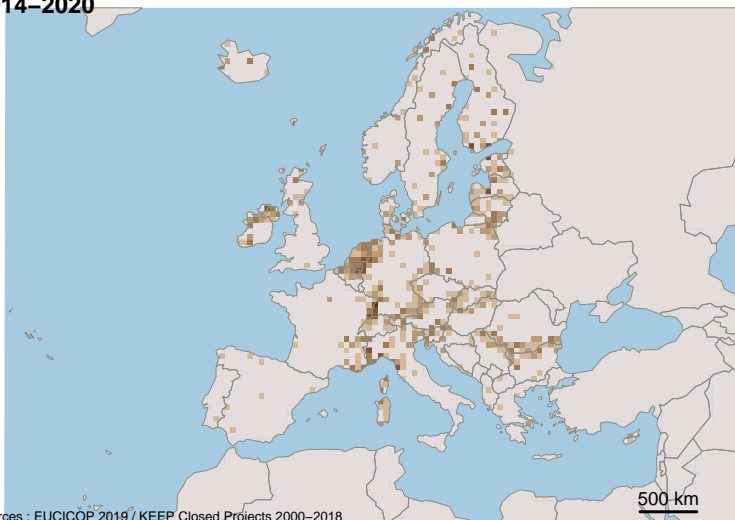 14–2020
500 km
rces : EUCICOP 2019 / KEEP Closed Projects 2000–2018